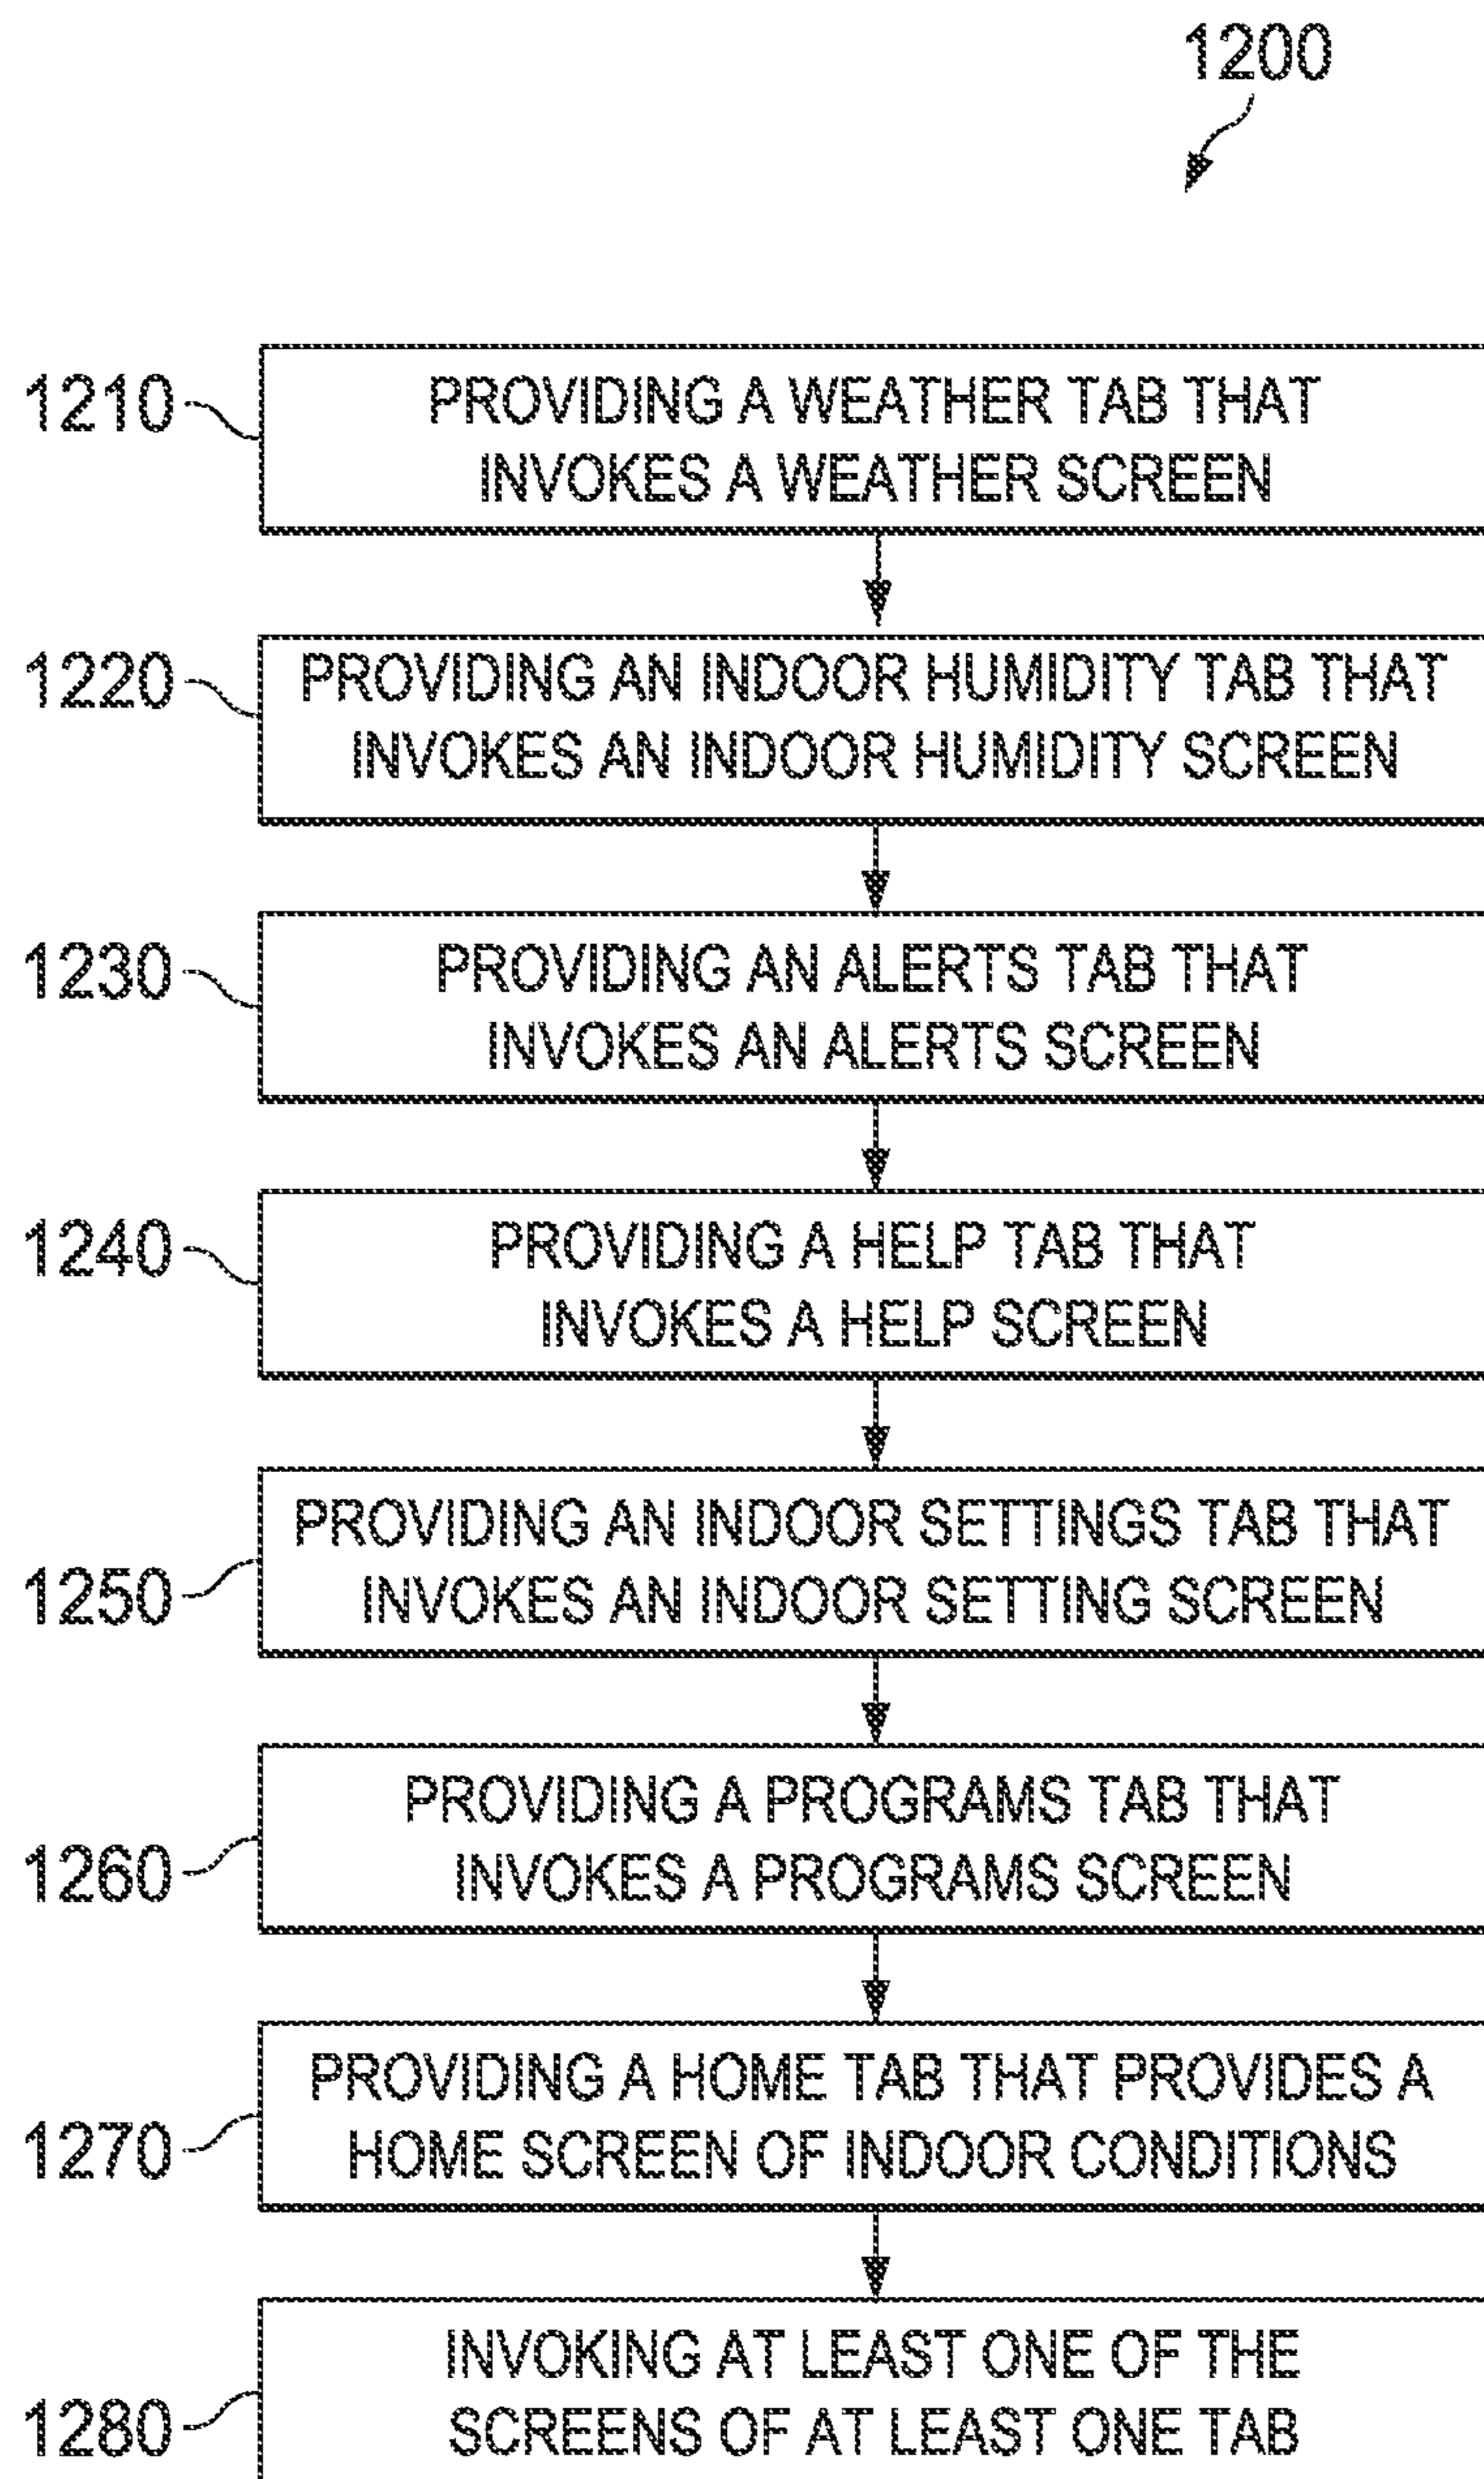 1200
1210
PROVIDING A WEATHER TAB THAT
INVOKES A WEATHER SCREEN
1220
PROVIDING AN INDOOR HUMIDITY TAB THAT
INVOKES AN INDOOR HUMIDITY SCREEN
1230
PROVIDING AN ALERTS TAB THAT
INVOKES AN ALERTS SCREEN
1240
PROVIDING A HELP TAB THAT
INVOKES A HELP SCREEN
1250
PROVIDING AN INDOOR SETTINGS TAB THAT
INVOKES AN INDOOR SETTING SCREEN
1260
PROVIDING A PROGRAMS TAB THAT
INVOKES A PROGRAMS SCREEN
1270
PROVIDING A HOME TAB THAT PROVIDES A
HOME SCREEN OF INDOOR CONDITIONS
1280
INVOKING AT LEAST ONE OF THE
SCREENS OF AT LEAST ONE TAB